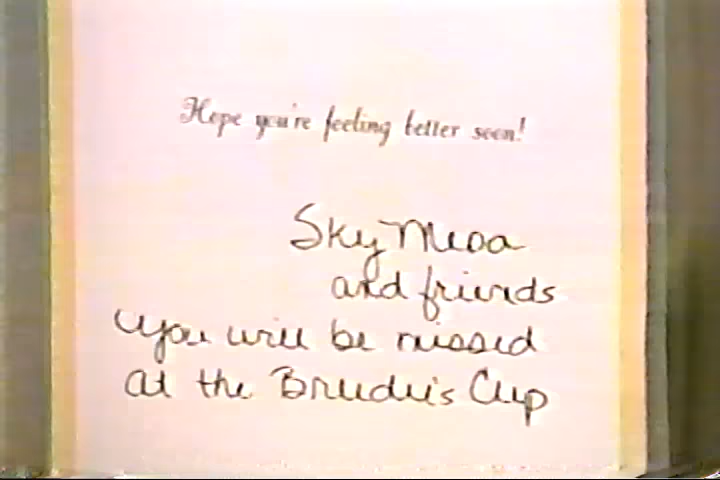 Hope you're feeling better soon!
Sky Mesa
and friends
you will be missed
at the Breeder's Cup